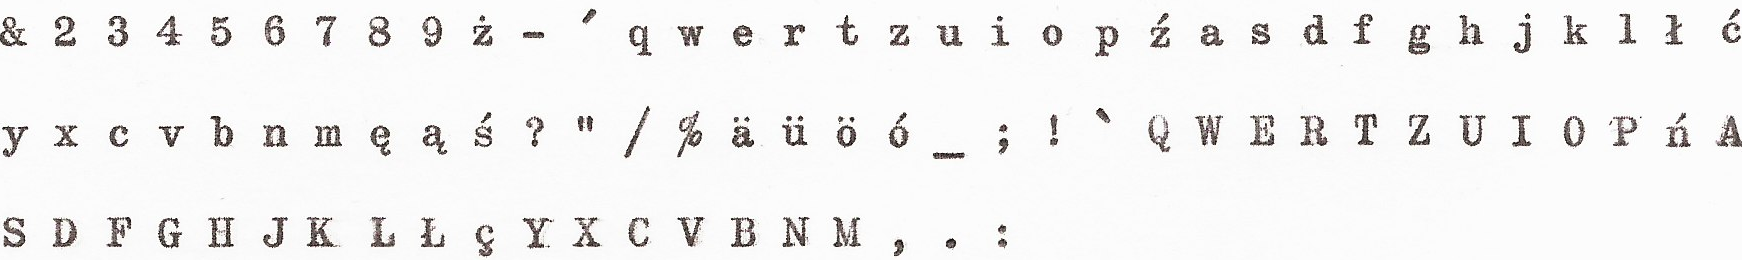 & 2 3 4 5 6 7 8 9 ż - ´ q w e r t z u i o p ź a s d f g h j k l ł ć
y x c v b n m ę ą ś ? " / % ä ü ö ó _ ; ! ` Q W E R T Z U I O P ń A
S D F G H J K L Ł ç Y X C V B N M , . :